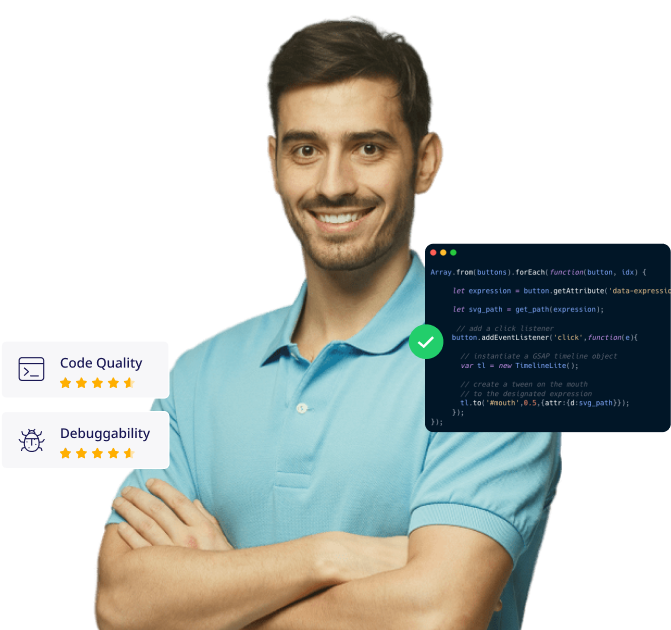 Array.from(buttons).forEach(function(button, idx) {
let expression = button.getAttribute('data-expressio
let svg_path = get_path(expression);
// add a click listener
button.addEventListener('click',function(e){
// instantiate a GSAP timeline object
var tl = new TimelineLite();
// create a tween on the mouth
// to the designated expression
tl.to('#mouth',0.5,{attr:{d:svg_path}});
});
});
Code Quality
Debuggability